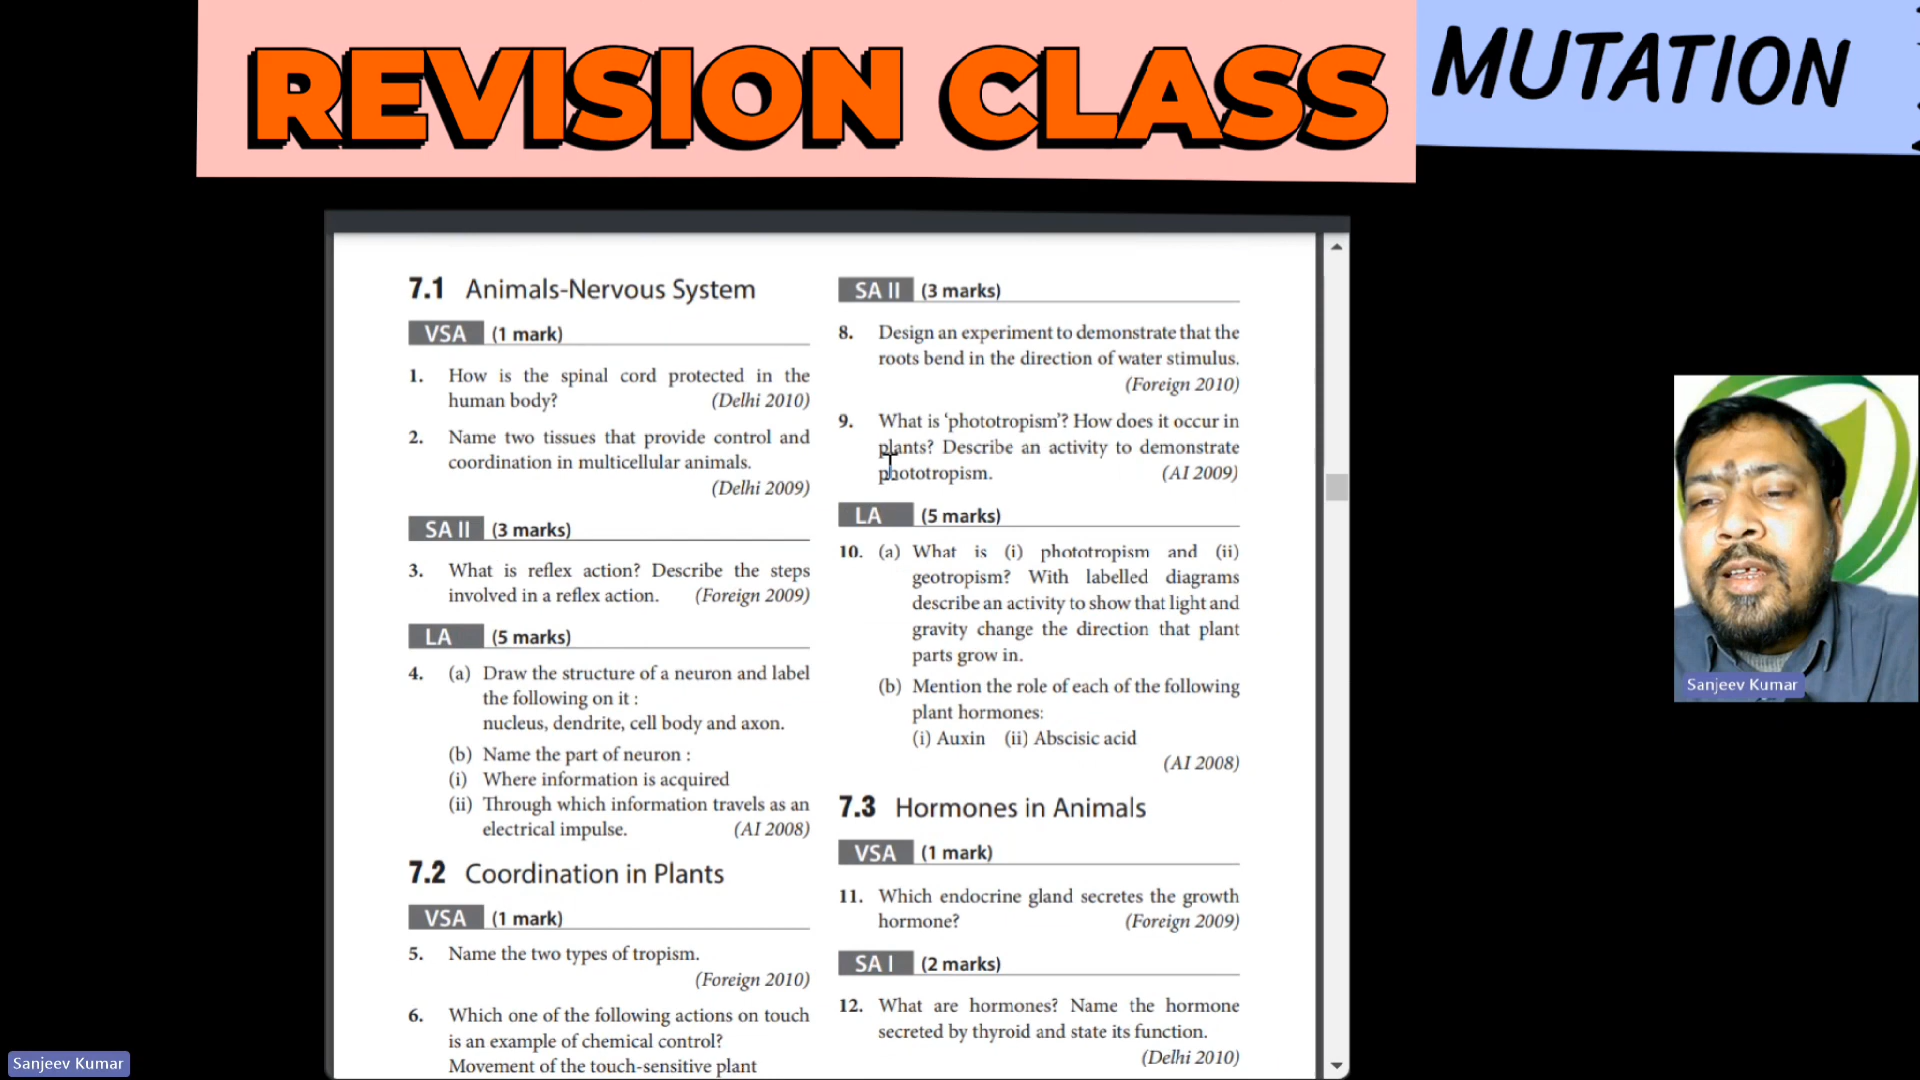 REVISION CLASS
MUTATION
7.1 Animals-Nervous System
VSA (1 mark)
1. How is the spinal cord protected in the
human body? (Delhi 2010)
2. Name two tissues that provide control and
coordination in multicellular animals.
(Delhi 2009)
SA II (3 marks)
3. What is reflex action? Describe the steps
involved in a reflex action. (Foreign 2009)
LA (5 marks)
4. (a) Draw the structure of a neuron and label
the following on it :
nucleus, dendrite, cell body and axon.
(b) Name the part of neuron :
(i) Where information is acquired
(ii) Through which information travels as an
electrical impulse. (AI 2008)
7.2 Coordination in Plants
VSA (1 mark)
5. Name the two types of tropism.
(Foreign 2010)
6. Which one of the following actions on touch
is an example of chemical control?
Movement of the touch-sensitive plant
SA II (3 marks)
8. Design an experiment to demonstrate that the
roots bend in the direction of water stimulus.
(Foreign 2010)
9. What is ‘phototropism’? How does it occur in
plants? Describe an activity to demonstrate
phototropism. (AI 2009)
LA (5 marks)
10. (a) What is (i) phototropism and (ii)
geotropism? With labelled diagrams
describe an activity to show that light and
gravity change the direction that plant
parts grow in.
(b) Mention the role of each of the following
plant hormones:
(i) Auxin (ii) Abscisic acid
(AI 2008)
7.3 Hormones in Animals
VSA (1 mark)
11. Which endocrine gland secretes the growth
hormone? (Foreign 2009)
SA I (2 marks)
12. What are hormones? Name the hormone
secreted by thyroid and state its function.
(Delhi 2010)
Sanjeev Kumar
Sanjeev Kumar